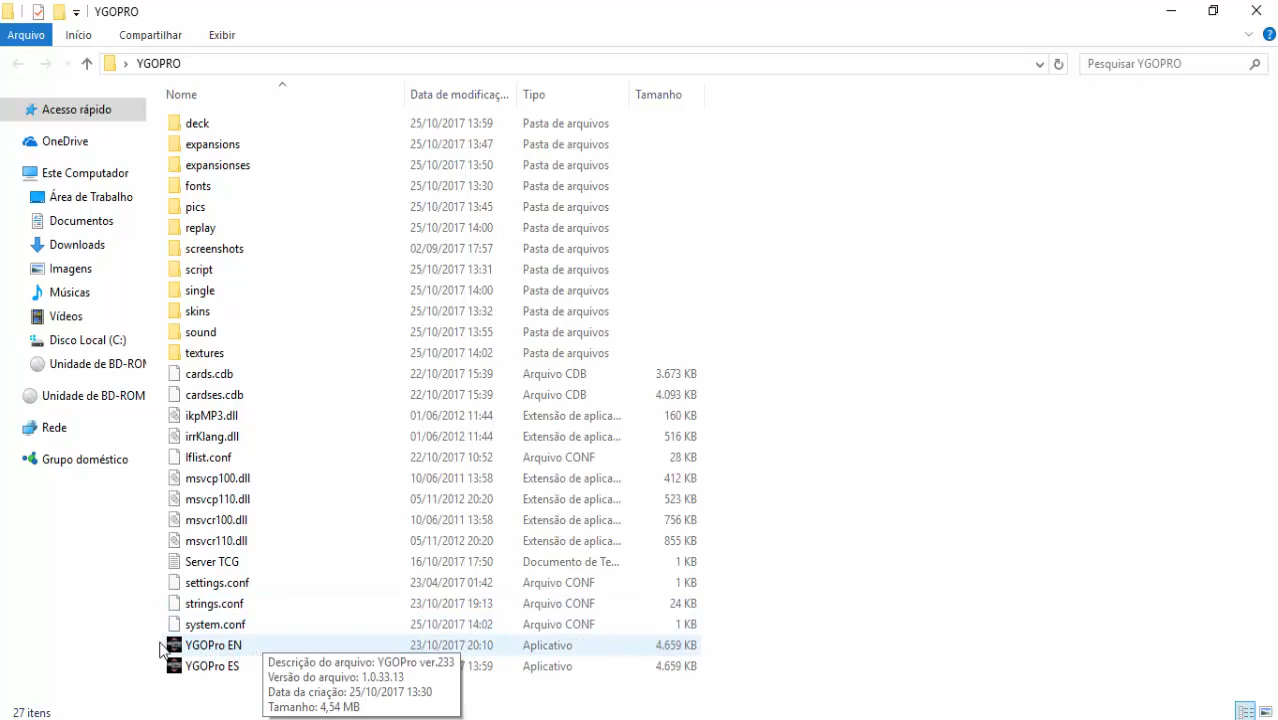 YGOPRO
Arquivo Início Compartilhar Exibir
YGOPRO Pesquisar YGOPRO
Nome Data de modificaç... Tipo Tamanho
Acesso rápido
OneDrive
Este Computador
Área de Trabalho
Documentos
Downloads
Imagens
Músicas
Vídeos
Disco Local (C:)
Unidade de BD-ROM
Unidade de BD-ROM
Rede
Grupo doméstico
deck 25/10/2017 13:59 Pasta de arquivos
expansions 25/10/2017 13:47 Pasta de arquivos
expansionses 25/10/2017 13:50 Pasta de arquivos
fonts 25/10/2017 13:30 Pasta de arquivos
pics 25/10/2017 13:45 Pasta de arquivos
replay 25/10/2017 14:00 Pasta de arquivos
screenshots 02/09/2017 17:57 Pasta de arquivos
script 25/10/2017 13:31 Pasta de arquivos
single 25/10/2017 14:00 Pasta de arquivos
skins 25/10/2017 13:32 Pasta de arquivos
sound 25/10/2017 13:55 Pasta de arquivos
textures 25/10/2017 14:02 Pasta de arquivos
cards.cdb 22/10/2017 15:39 Arquivo CDB 3.673 KB
cardses.cdb 22/10/2017 15:39 Arquivo CDB 4.093 KB
ikpMP3.dll 01/06/2012 11:44 Extensão de aplica... 160 KB
irrKlang.dll 01/06/2012 11:44 Extensão de aplica... 516 KB
lflist.conf 22/10/2017 10:52 Arquivo CONF 28 KB
msvcp100.dll 10/06/2011 13:58 Extensão de aplica... 412 KB
msvcp110.dll 05/11/2012 20:20 Extensão de aplica... 523 KB
msvcr100.dll 10/06/2011 13:58 Extensão de aplica... 756 KB
msvcr110.dll 05/11/2012 20:20 Extensão de aplica... 855 KB
Server TCG 16/10/2017 17:50 Documento de Te... 1 KB
settings.conf 23/04/2017 01:42 Arquivo CONF 1 KB
strings.conf 23/10/2017 19:13 Arquivo CONF 24 KB
system.conf 25/10/2017 14:02 Arquivo CONF 1 KB
YGOPro EN 23/10/2017 20:10 Aplicativo 4.659 KB
YGOPro ES 13:59 Aplicativo 4.659 KB
Descrição do arquivo: YGOPro ver.233
Versão do arquivo: 1.0.33.13
Data da criação: 25/10/2017 13:30
Tamanho: 4,54 MB
27 itens